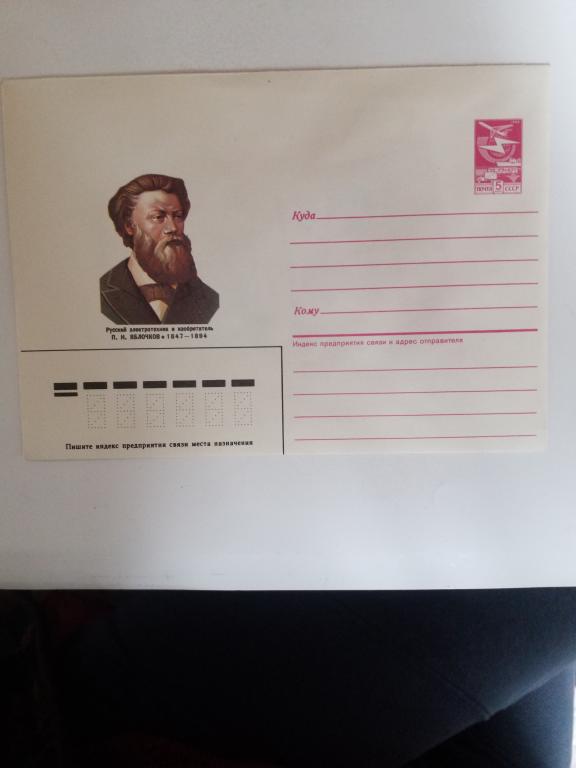 Русский электротехник и изобретатель
П. Н. ЯБЛОЧКОВ • 1847—1894
Пишите индекс предприятия связи места назначения
ПОЧТА 5 СССР
Куда
Кому
Индекс предприятия связи и адрес отправителя